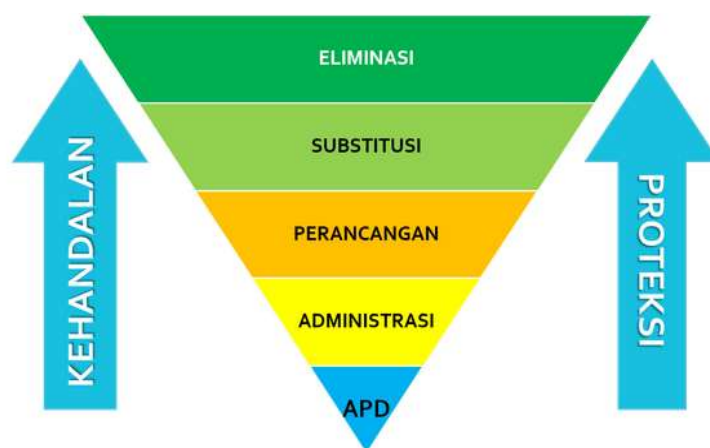 ELIMINASI
SUBSTITUSI
PERANCANGAN
ADMINISTRASI
APD
KEHANDALAN
PROTEKSI